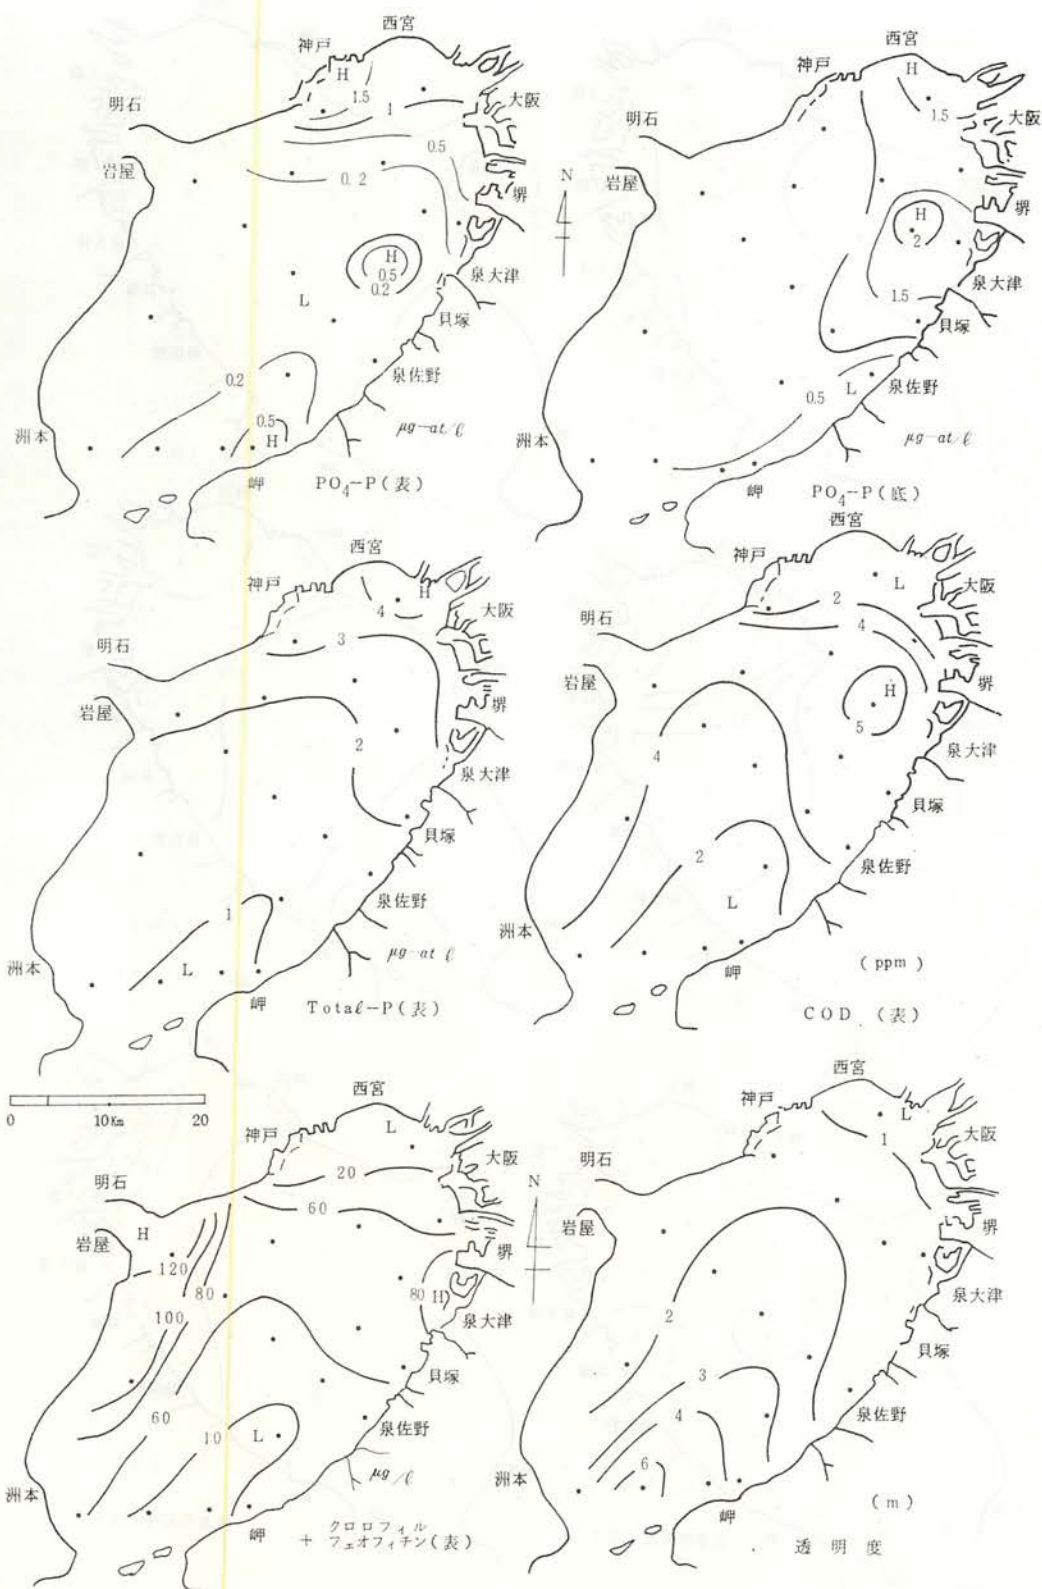 西宮
神戸
H
1.5
1
大阪
明石
0.5
岩屋
0.2
堺
H
0.5
0.2
泉大津
L
貝塚
0.2
泉佐野
0.5
H
洲本
μg-at/ℓ
岬
PO₄-P(表)
西宮
神戸
H
1.5
大阪
明石
岩屋
N
堺
H
2
泉大津
1.5
貝塚
泉佐野
L
0.5
洲本
μg-at/ℓ
岬
PO₄-P(底)
西宮
神戸
H
4
大阪
3
明石
岩屋
堺
2
泉大津
貝塚
泉佐野
1
洲本
L
μg-at ℓ
岬
Totaℓ-P(表)
西宮
神戸
L
2
大阪
明石
4
岩屋
H
堺
5
泉大津
4
貝塚
2
泉佐野
L
洲本
岬
(ppm)
COD (表)
0
10Km
20
西宮
神戸
L
大阪
20
明石
60
H
岩屋
堺
120
80
80
H
泉大津
100
貝塚
60
泉佐野
10
L
μg/ℓ
洲本
岬
クロロフィル
+ フェオフィチン(表)
N
西宮
神戸
L
1
大阪
明石
岩屋
堺
泉大津
2
貝塚
3
泉佐野
4
6
洲本
岬
(m)
透明度